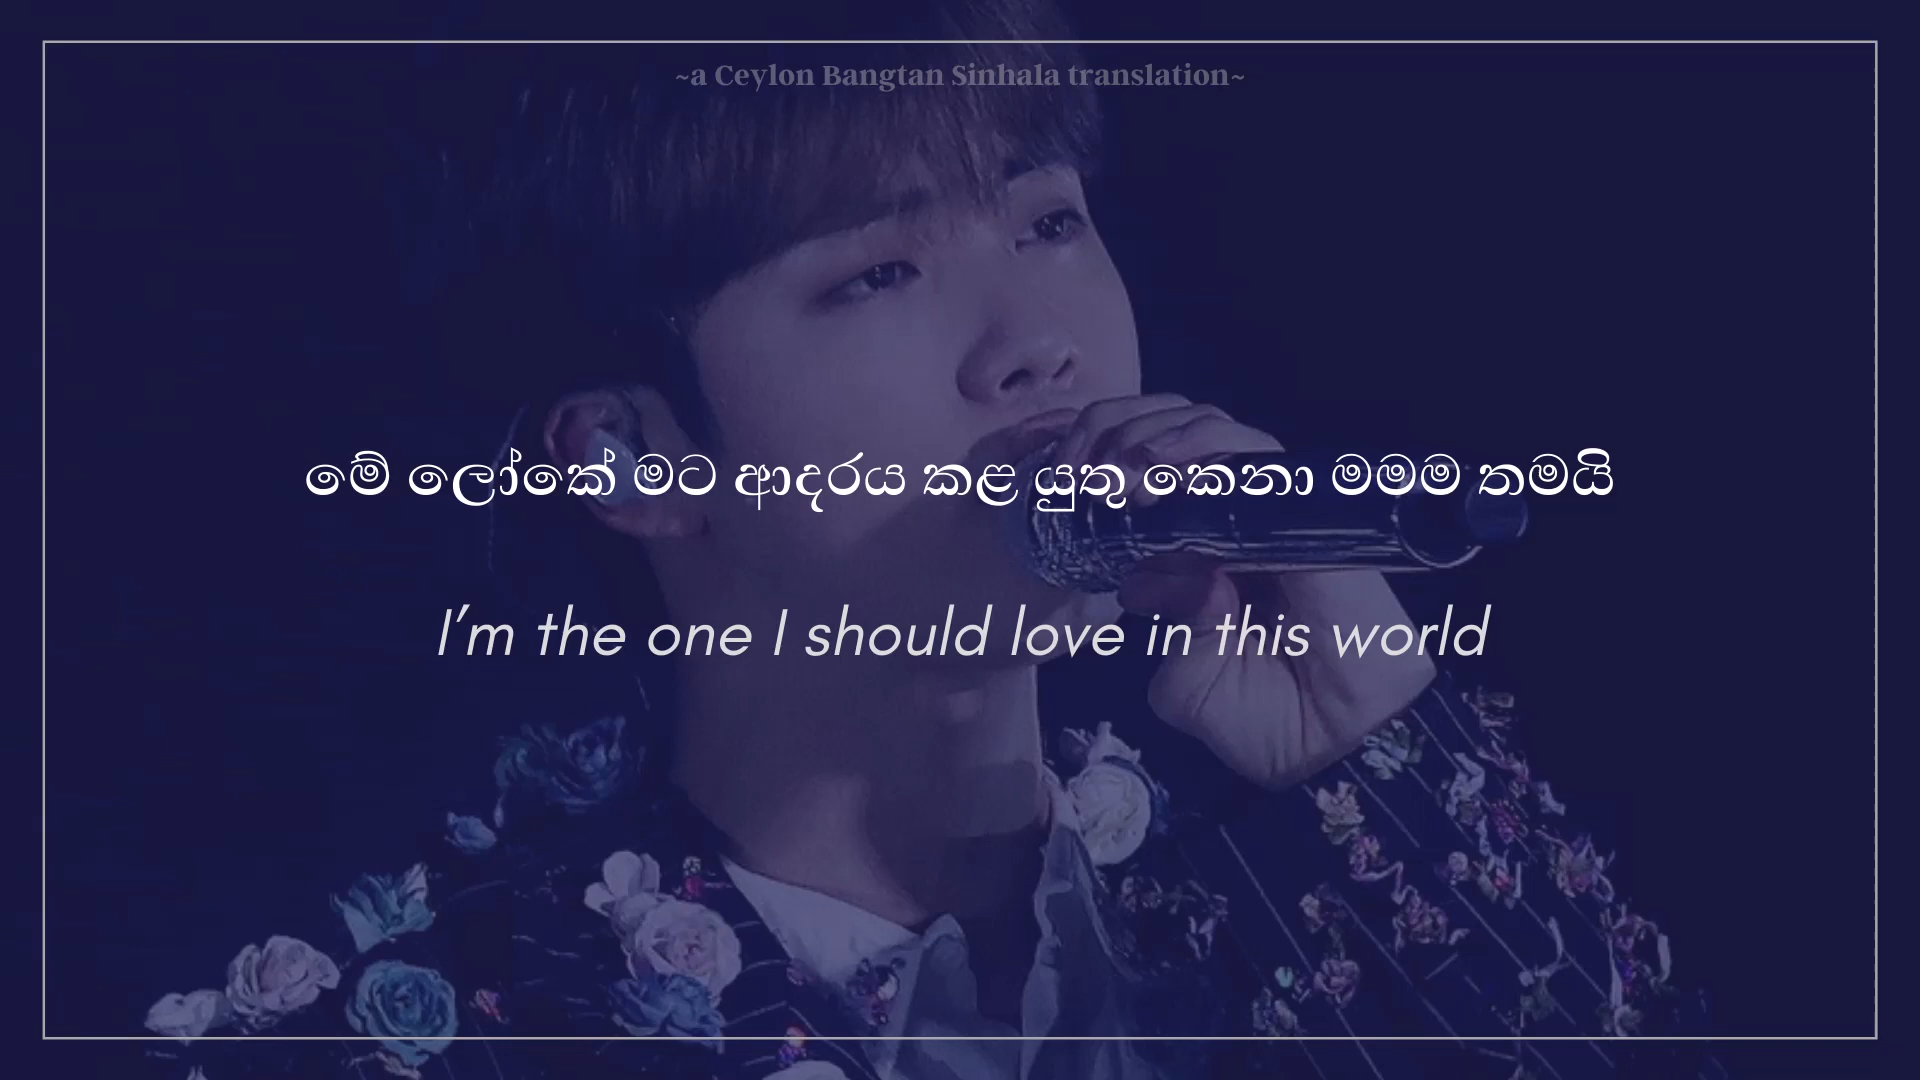 ~a Ceylon Bangtan Sinhala translation~
මේ ලෝකේ මට ආදරය කළ යුතු කෙනා මමම තමයි
I'm the one I should love in this world